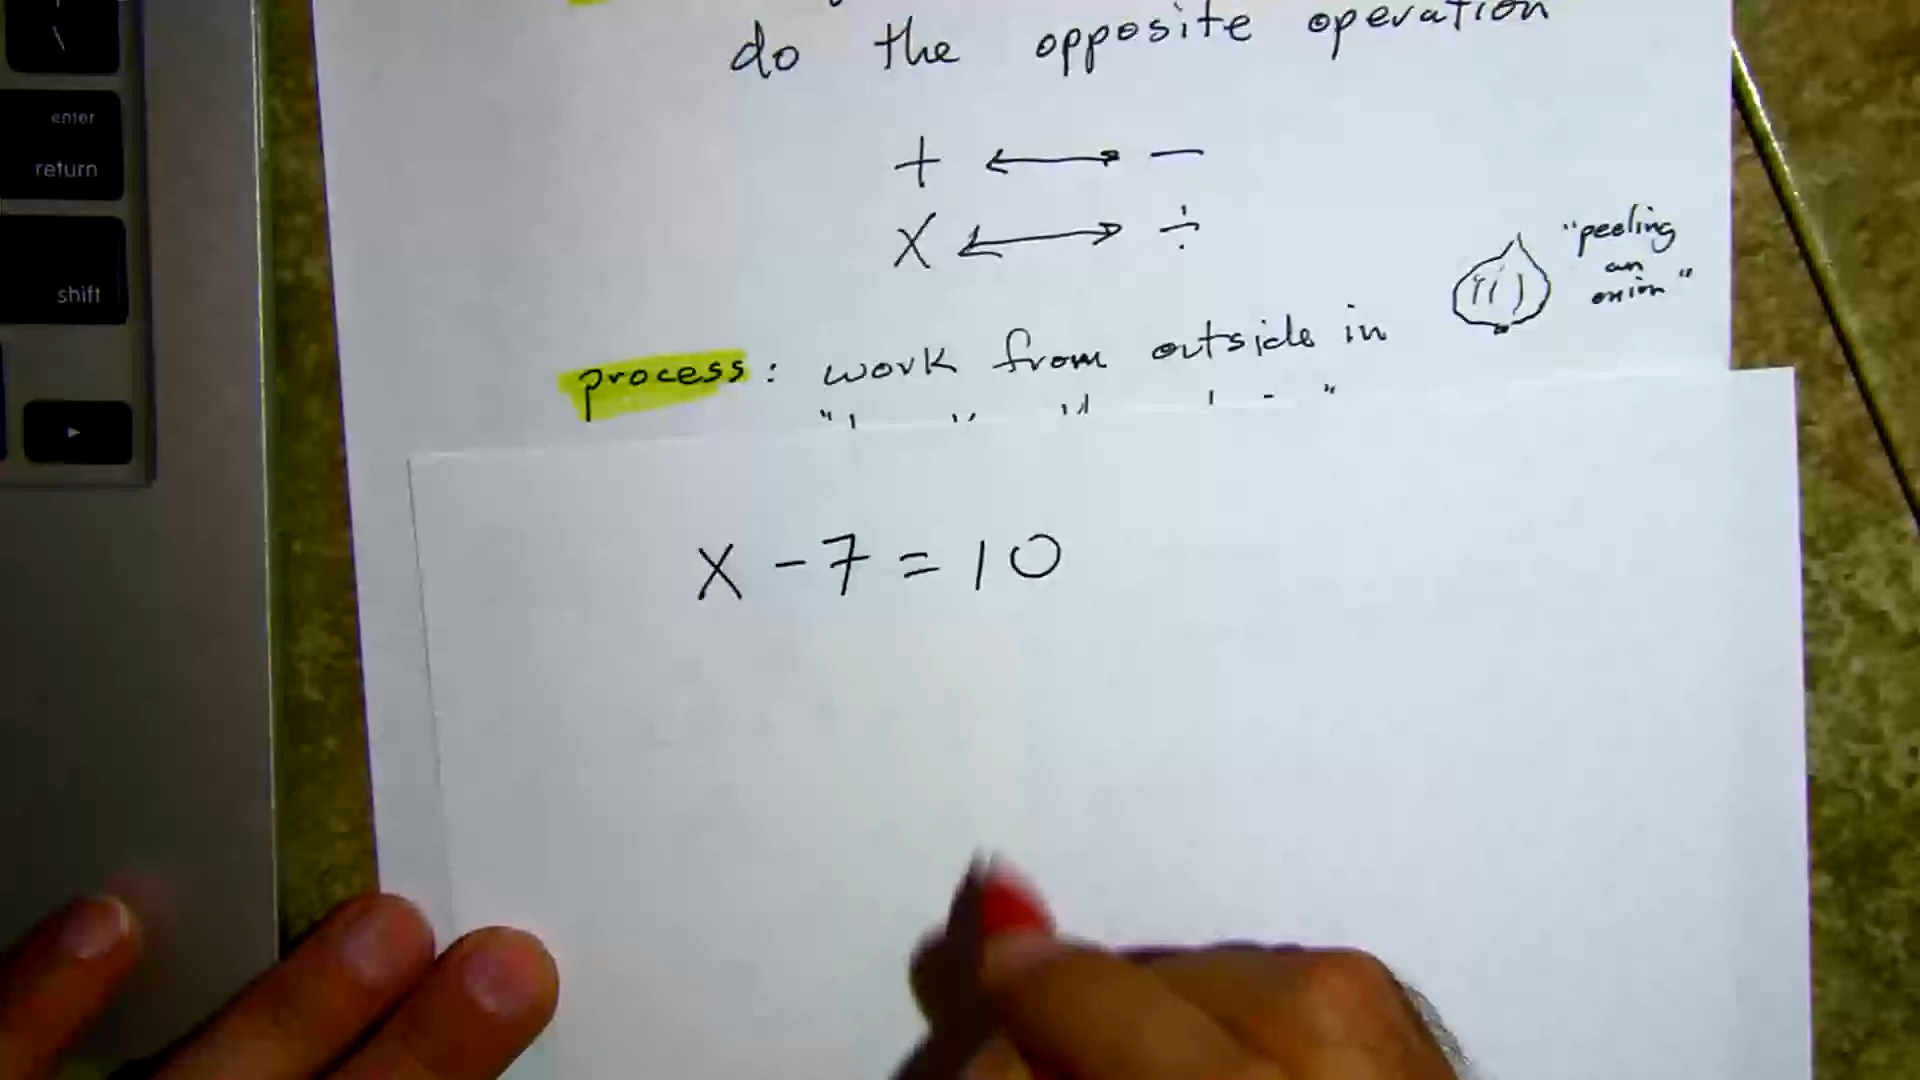 \
enter
return
shift
do the opposite operation
+ ↔ −
X ↔ ÷
"peeling
an
onion"
process: work from outside in
x - 7 = 10